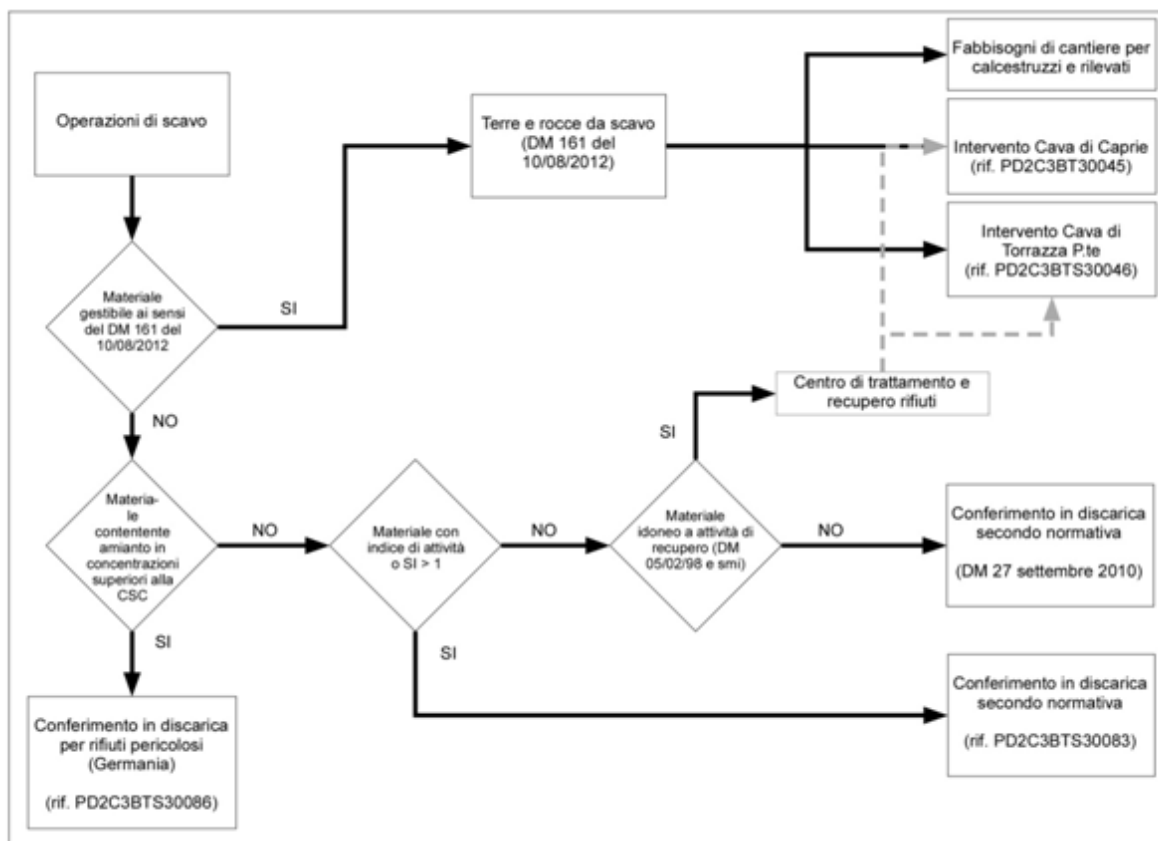 Operazioni di scavo
Terre e rocce da scavo
(DM 161 del
10/08/2012)
Fabbisogni di cantiere per
calcestruzzi e rilevati
Intervento Cava di Caprie
(rif. PD2C3BT30045)
Intervento Cava di
Torrazza P.te
(rif. PD2C3BTS30046)
Materiale
gestibile ai sensi
del DM 161 del
10/08/2012
SI
NO
Centro di trattamento e
recupero rifiuti
SI
Materia-
le
contentente
amianto in
concentrazioni
superiori alla
CSC
NO
Materiale con
indice di attività
o SI > 1
NO
Materiale
idoneo a attività di
recupero (DM
05/02/98 e smi)
NO
Conferimento in discarica
secondo normativa
(DM 27 settembre 2010)
SI
SI
Conferimento in discarica
per rifiuti pericolosi
(Germania)
(rif. PD2C3BTS30086)
Conferimento in discarica
secondo normativa
(rif. PD2C3BTS30083)